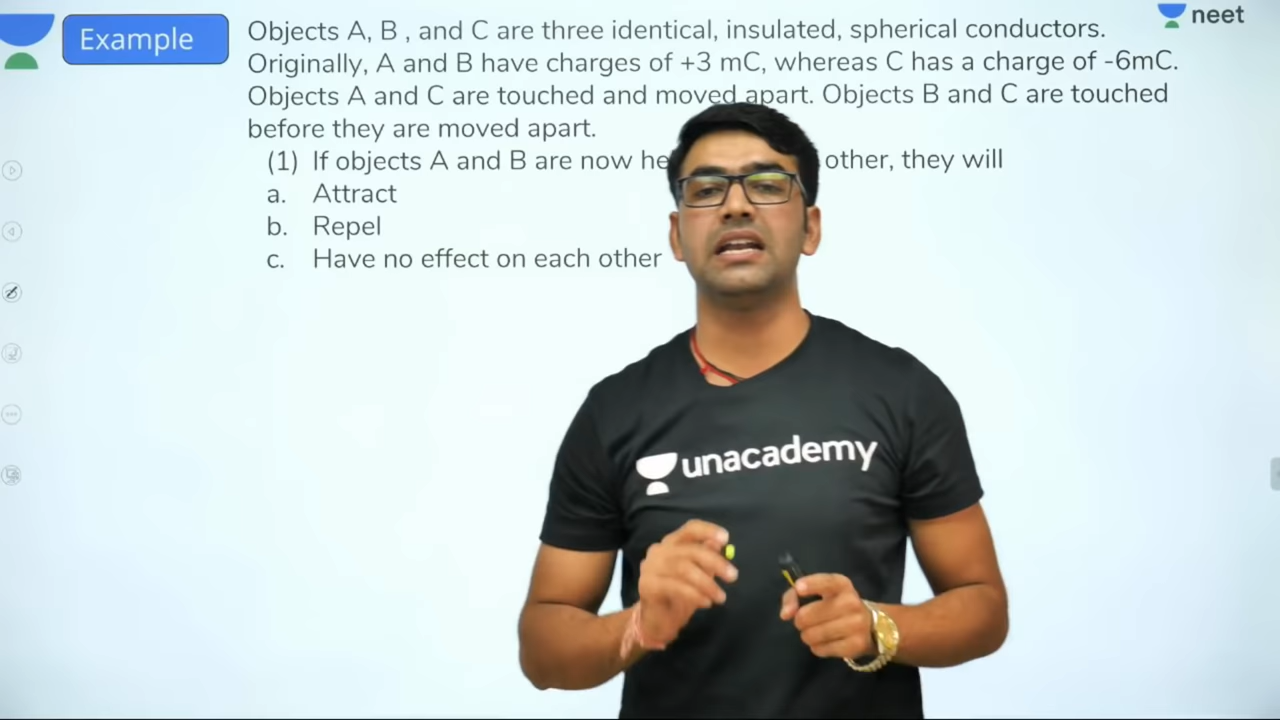 Example
neet
Objects A, B , and C are three identical, insulated, spherical conductors.
Originally, A and B have charges of +3 mC, whereas C has a charge of -6mC.
Objects A and C are touched and moved apart. Objects B and C are touched
before they are moved apart.
(1) If objects A and B are now other, they will
a. Attract
b. Repel
c. Have no effect on each other
unacademy